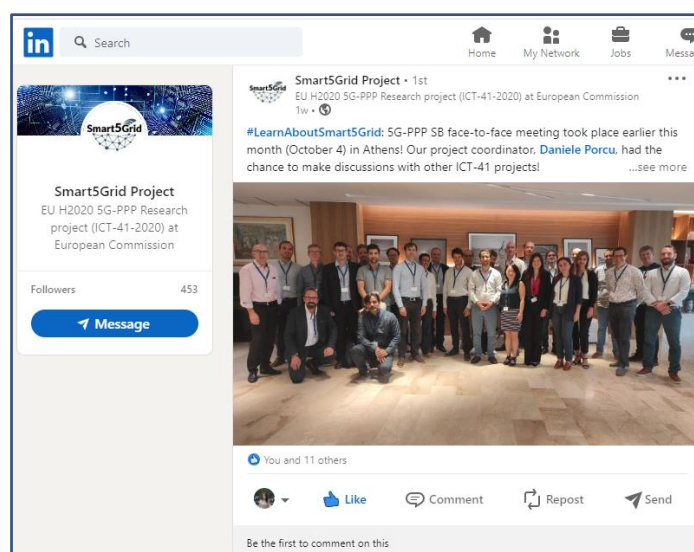 in
Search
Home
My Network
Jobs
Messa
Smart5Grid
Smart5Grid Project
EU H2020 5G-PPP Research
project (ICT-41-2020) at
European Commission
Followers 453
Message
Smart5Grid
Smart5Grid Project • 1st
EU H2020 5G-PPP Research project (ICT-41-2020) at European Commission
1w •
#LearnAboutSmart5Grid: 5G-PPP SB face-to-face meeting took place earlier this
month (October 4) in Athens! Our project coordinator, Daniele Porcu, had the
chance to make discussions with other ICT-41 projects! ...see more
You and 11 others
Like
Comment
Repost
Send
Be the first to comment on this